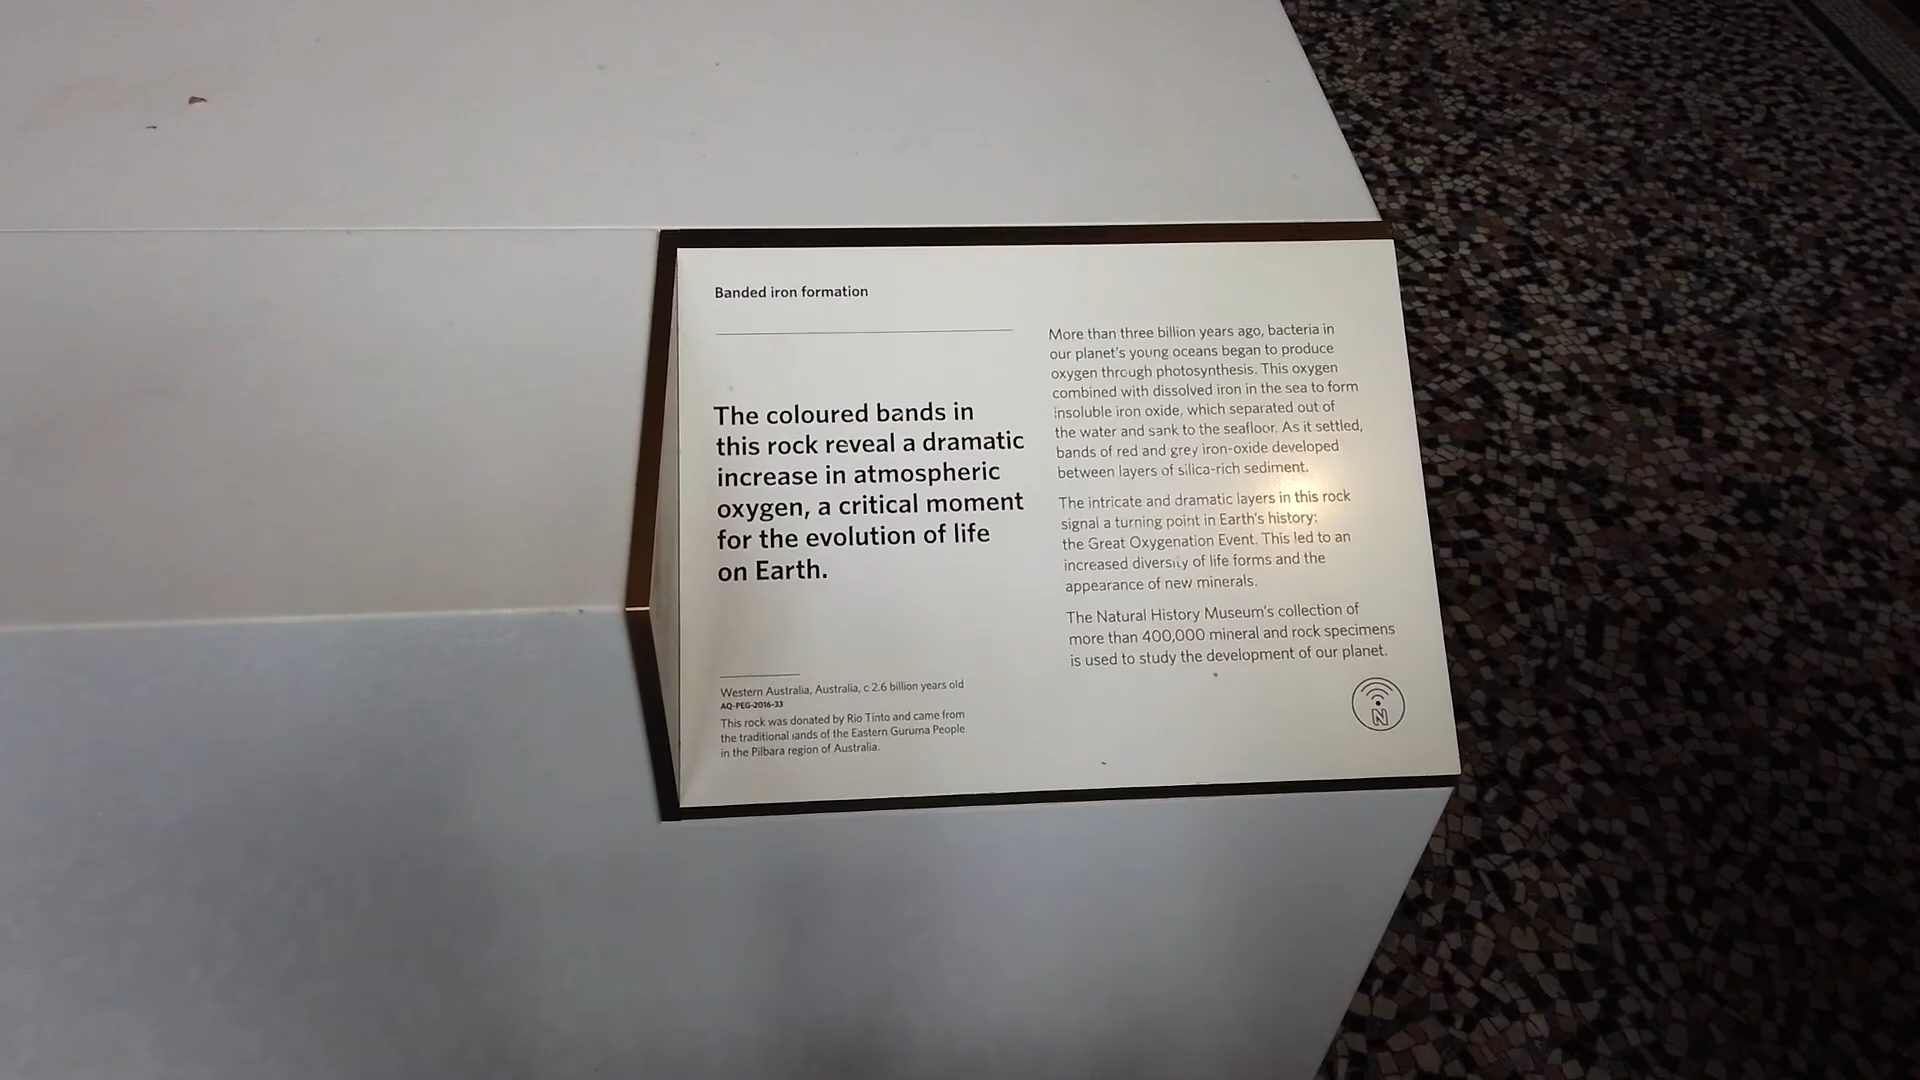 Banded iron formation
The coloured bands in
this rock reveal a dramatic
increase in atmospheric
oxygen, a critical moment
for the evolution of life
on Earth.
Western Australia, Australia, c 2.6 billion years old
AQ-PEG-2016-33
This rock was donated by Rio Tinto and came from
the traditional lands of the Eastern Guruma People
in the Pilbara region of Australia.
More than three billion years ago, bacteria in
our planet's young oceans began to produce
oxygen through photosynthesis. This oxygen
combined with dissolved iron in the sea to form
insoluble iron oxide, which separated out of
the water and sank to the seafloor. As it settled,
bands of red and grey iron-oxide developed
between layers of silica-rich sediment.
The intricate and dramatic layers in this rock
signal a turning point in Earth's history:
the Great Oxygenation Event. This led to an
increased diversity of life forms and the
appearance of new minerals.
The Natural History Museum's collection of
more than 400,000 mineral and rock specimens
is used to study the development of our planet.
N